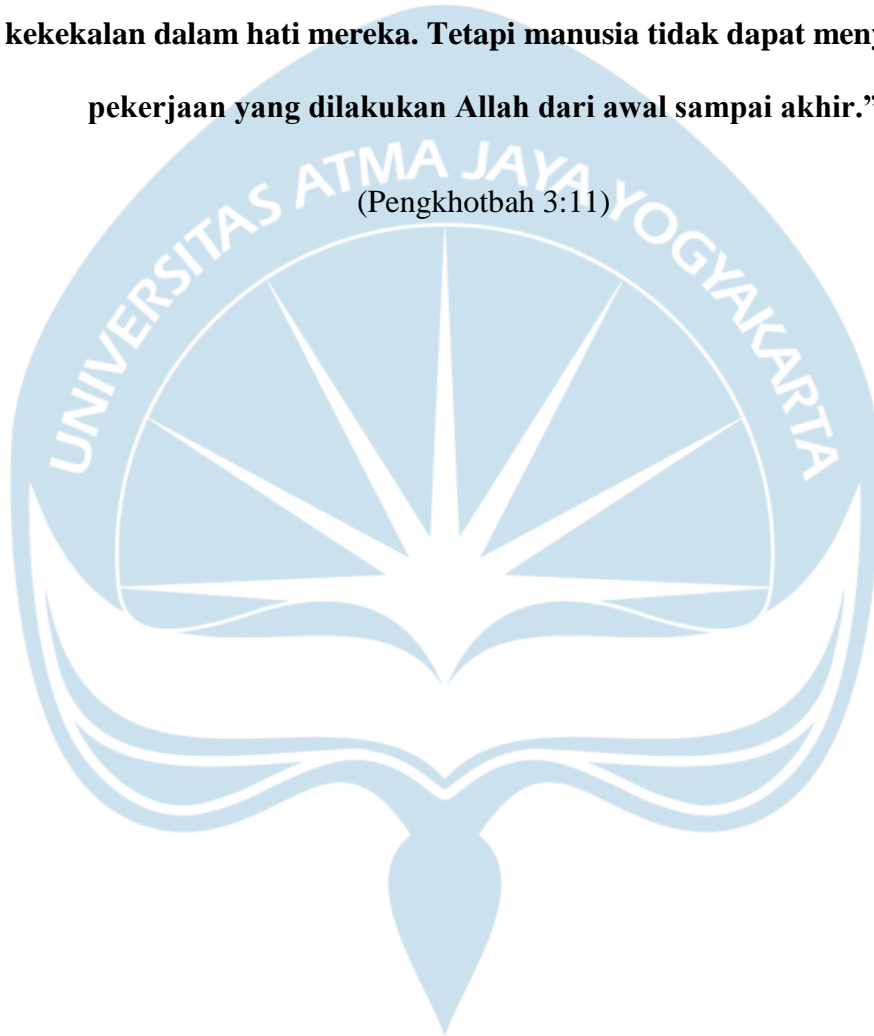 kekekalan dalam hati mereka. Tetapi manusia tidak dapat
pekerjaan yang dilakukan Allah dari awal sampai akhir.”
(Pengkhotbah 3:11)
UNIVERSITAS ATMA JAYA YOGYAKARTA